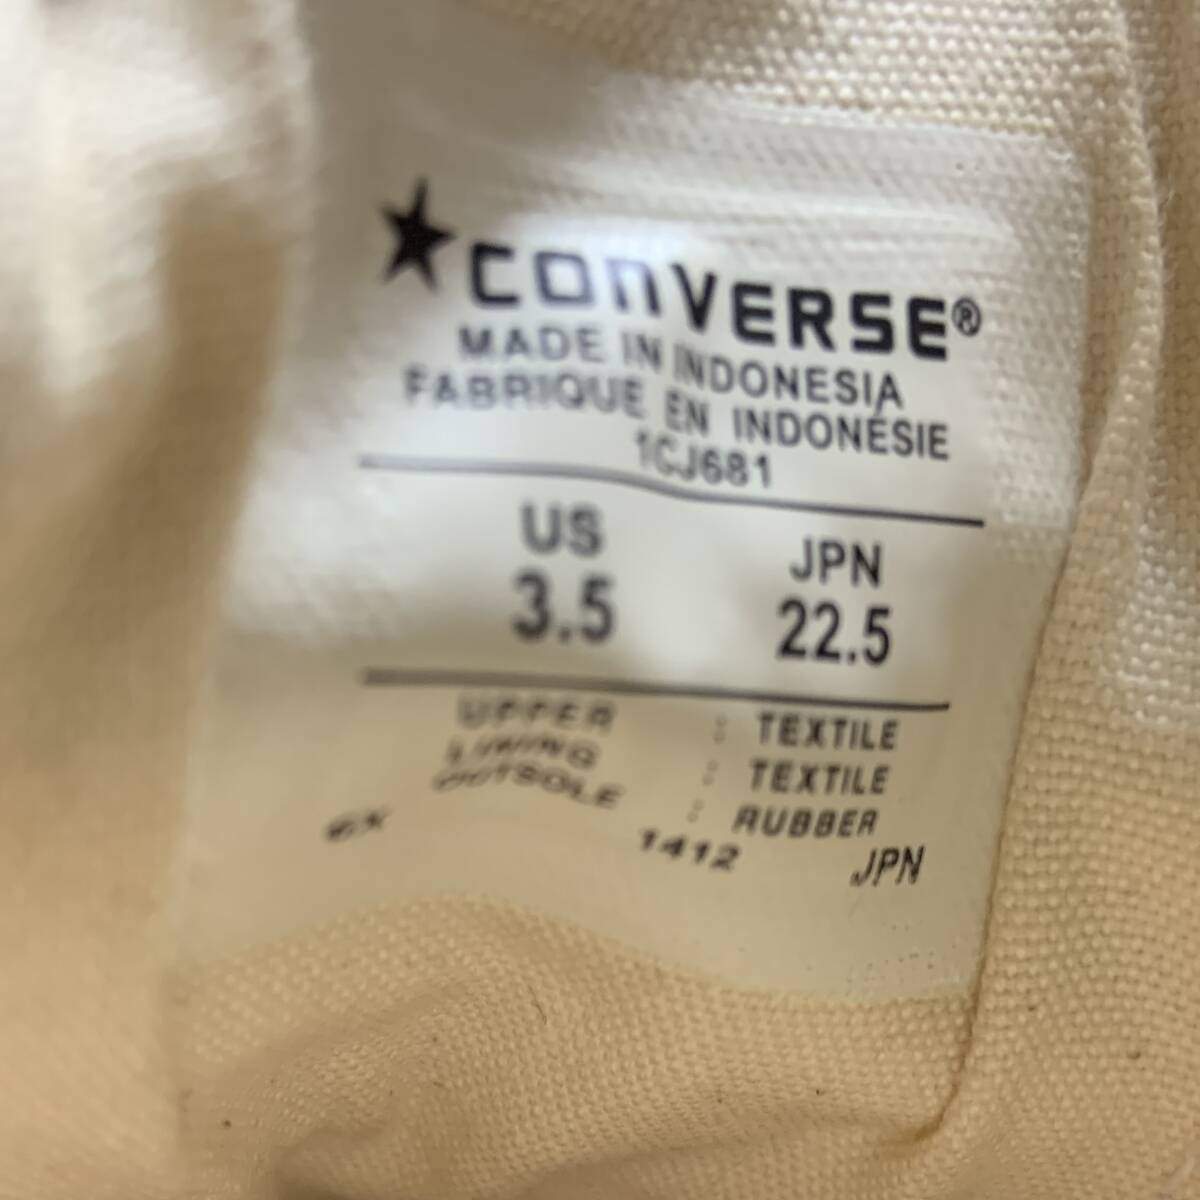 ★CONVERSE®
MADE IN INDONESIA
FABRIQUE EN INDONÉSIE
1CJ681
US JPN
3.5 22.5
UPPER : TEXTILE
LINING : TEXTILE
OUTSOLE : RUBBER
1412 JPN